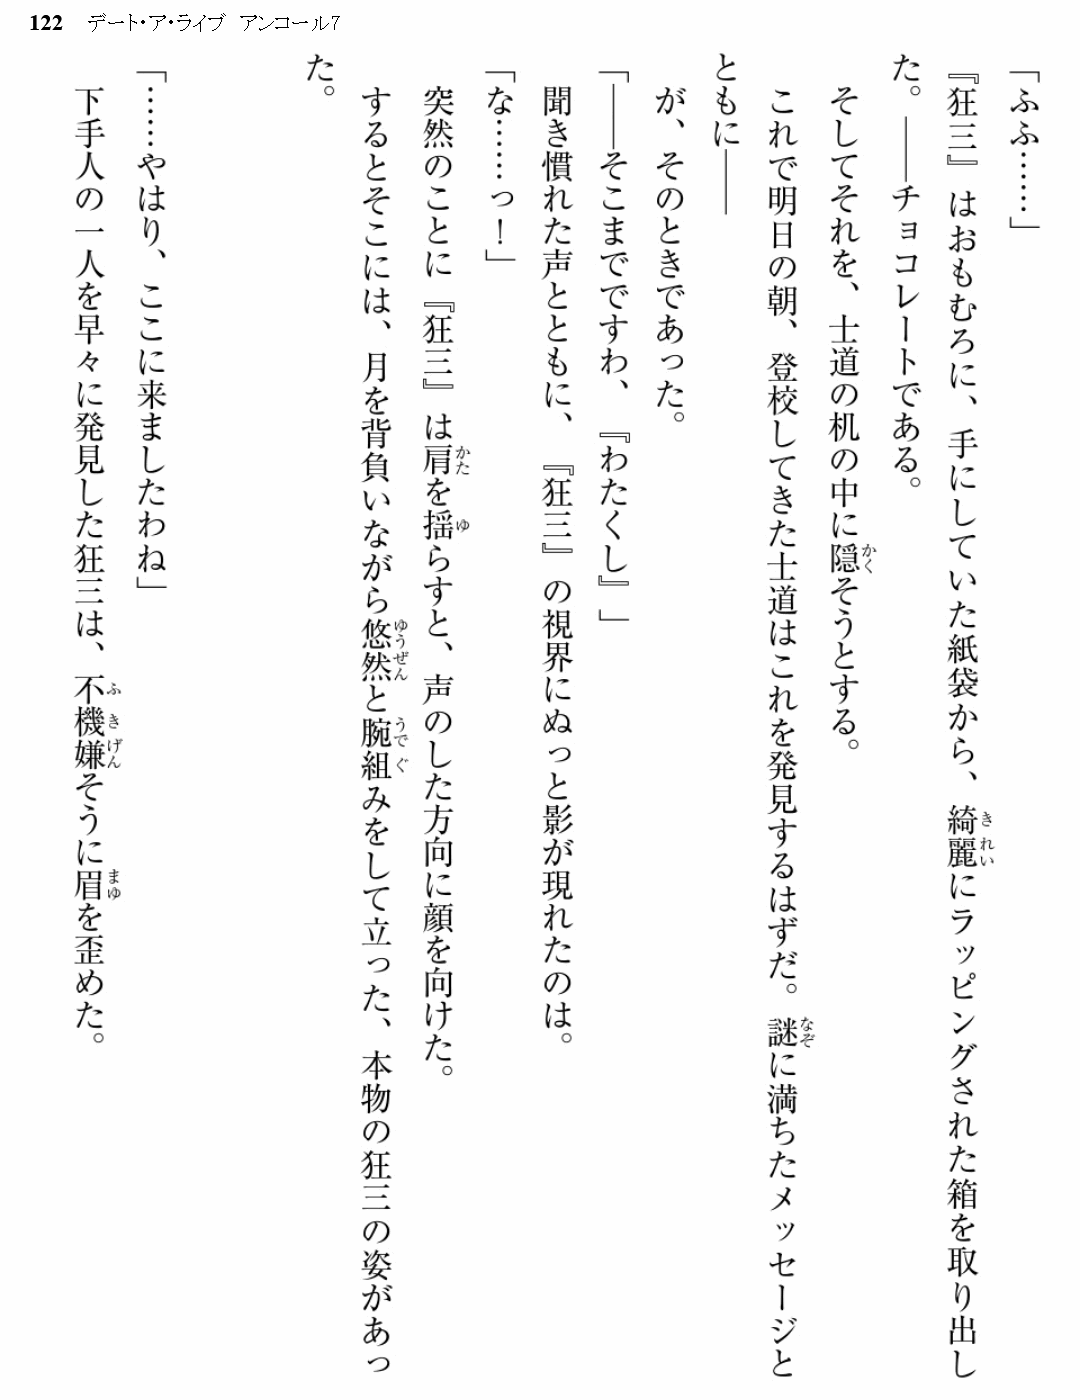 122 デート・ア・ライブ アンコール7
「ふふ……」
『狂三』はおもむろに、手にしていた紙袋から、綺麗にラッピングされた箱を取り出し
た。――チョコレートである。
そしてそれを、士道の机の中に隠そうとする。
これで明日の朝、登校してきた士道はこれを発見するはずだ。謎に満ちたメッセージと
ともに――
が、そのときであった。
「――そこまでですわ、『わたくし』」
聞き慣れた声とともに、『狂三』の視界にぬっと影が現れたのは。
「な……っ！」
突然のことに『狂三』は肩を揺らすと、声のした方向に顔を向けた。
するとそこには、月を背負いながら悠然と腕組みをして立った、本物の狂三の姿があっ
た。
「……やはり、ここに来ましたわね」
下手人の一人を早々に発見した狂三は、不機嫌そうに眉を歪めた。